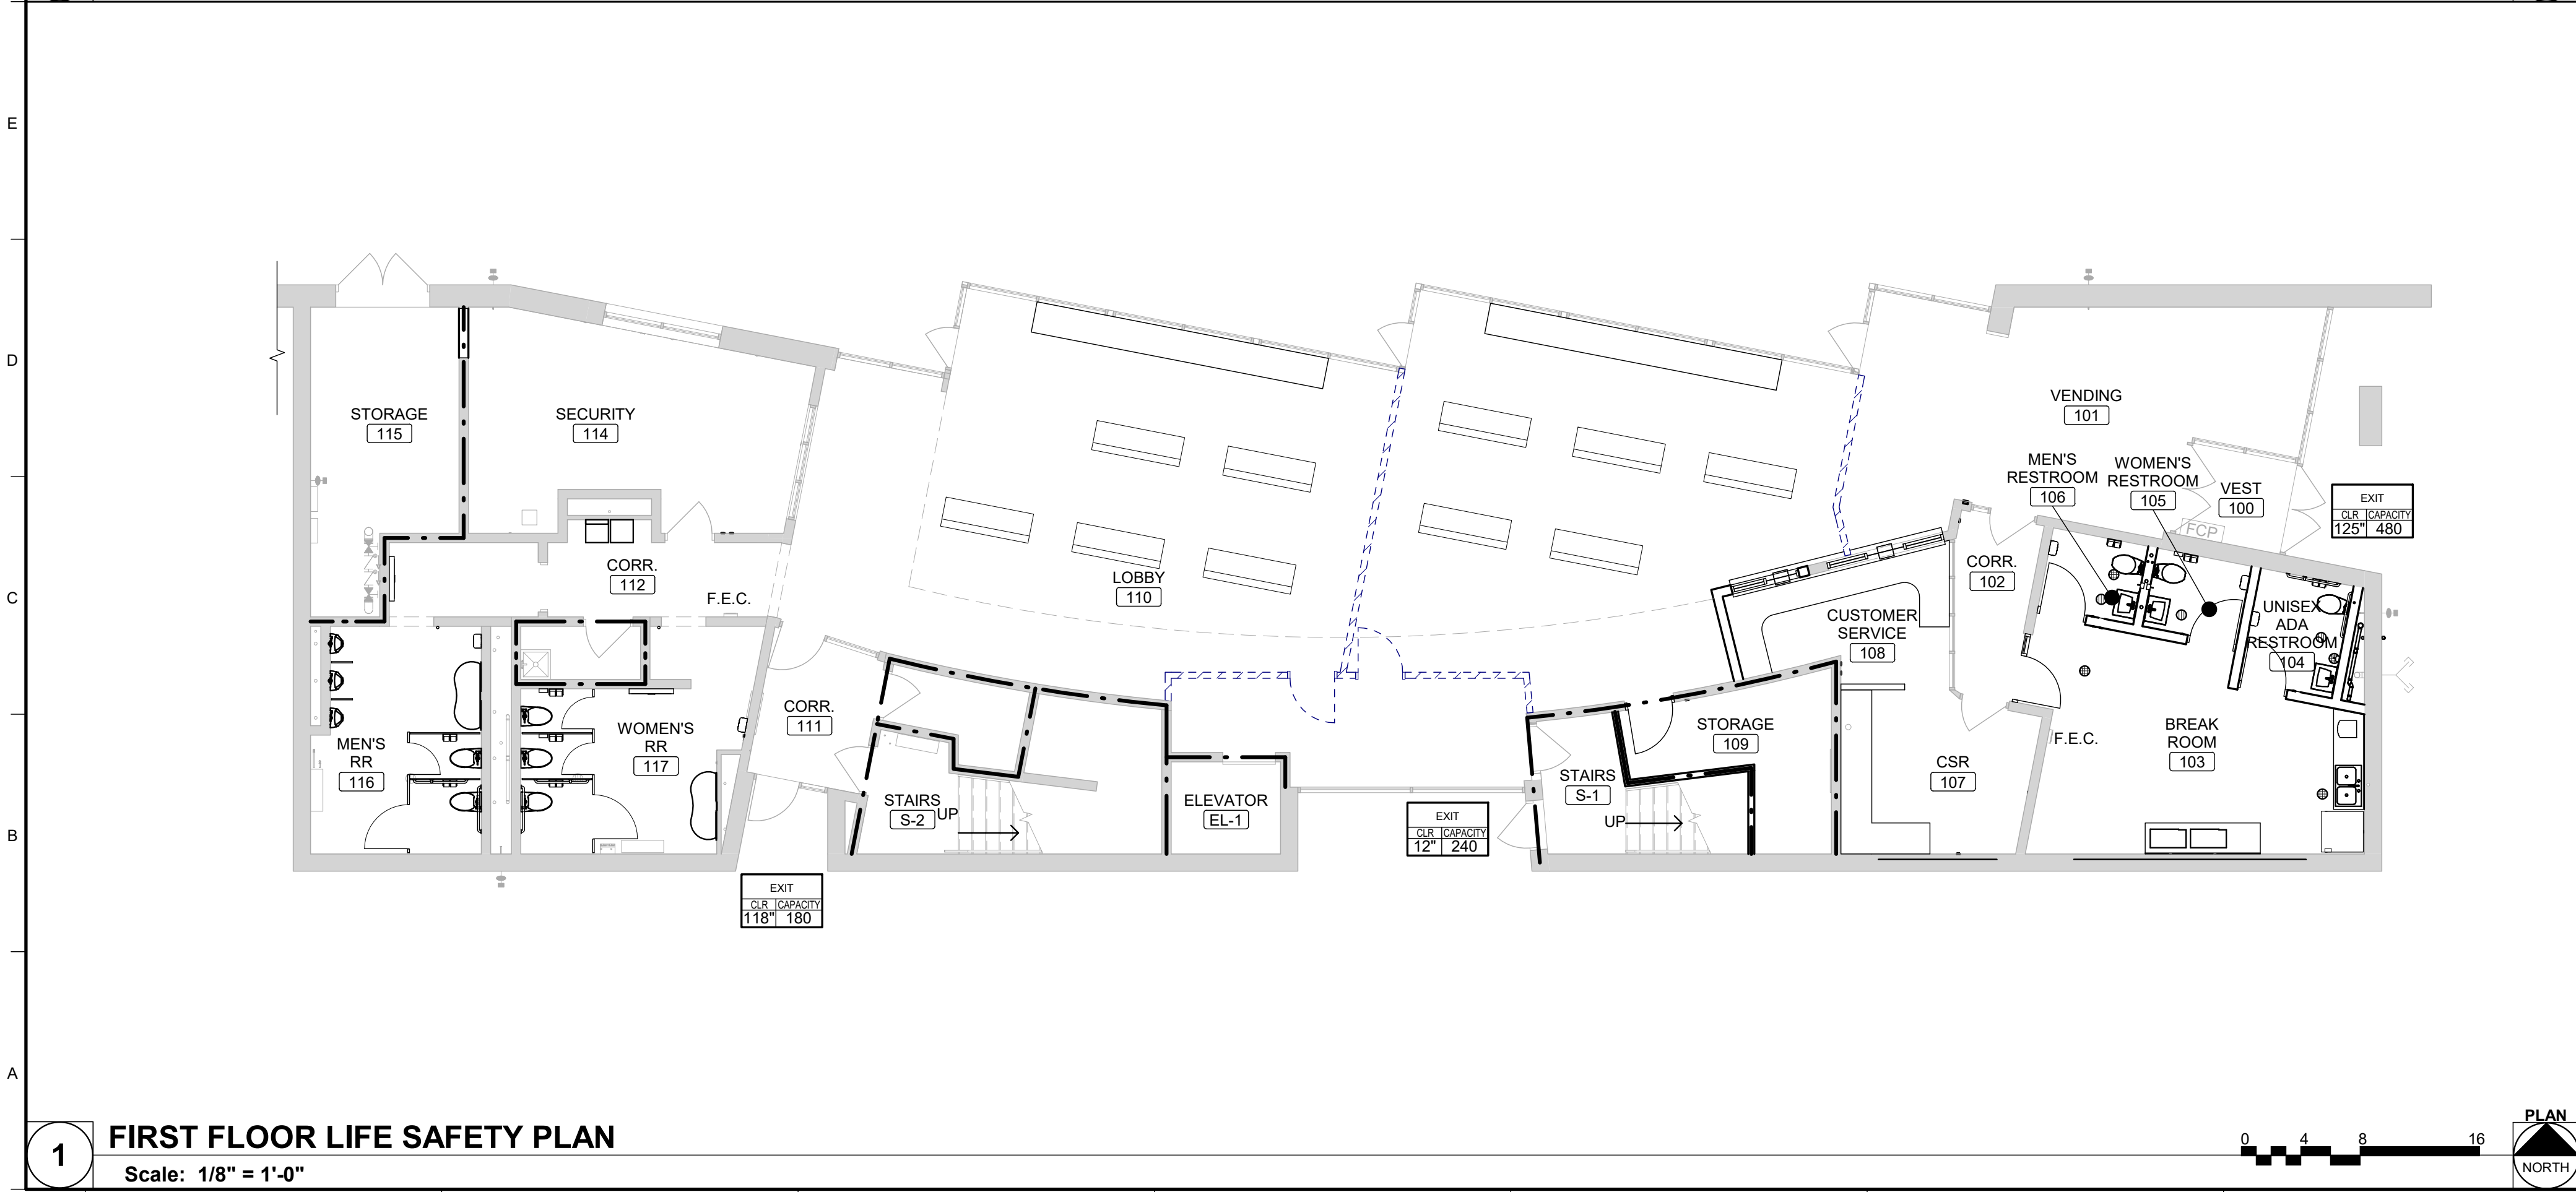 E
D
C
B
A
STORAGE
115
SECURITY
114
CORR.
112
F.E.C.
MEN'S
RR
116
WOMEN'S
RR
117
CORR.
111
STAIRS
S-2
UP
ELEVATOR
EL-1
LOBBY
110
EXIT
CLR CAPACITY
118" 180
EXIT
CLR CAPACITY
12" 240
STAIRS
S-1
UP
STORAGE
109
CUSTOMER
SERVICE
108
CSR
107
CORR.
102
VENDING
101
MEN'S
RESTROOM
106
WOMEN'S
RESTROOM
105
VEST
100
FCP
EXIT
CLR CAPACITY
125" 480
UNISEX
ADA
RESTROOM
104
BREAK
ROOM
103
F.E.C.
1
FIRST FLOOR LIFE SAFETY PLAN
Scale: 1/8" = 1'-0"
0 4 8 16
PLAN
NORTH